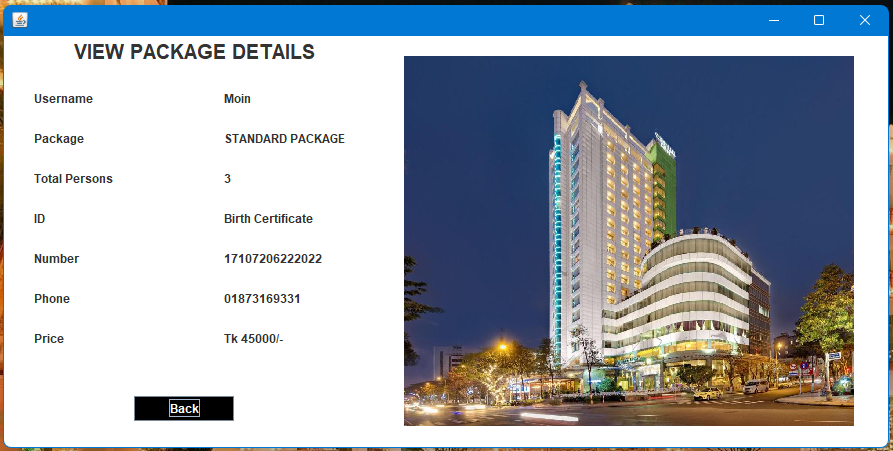 VIEW PACKAGE DETAILS
Username Moin
Package STANDARD PACKAGE
Total Persons 3
ID Birth Certificate
Number 17107206222022
Phone 01873169331
Price Tk 45000/-
Back